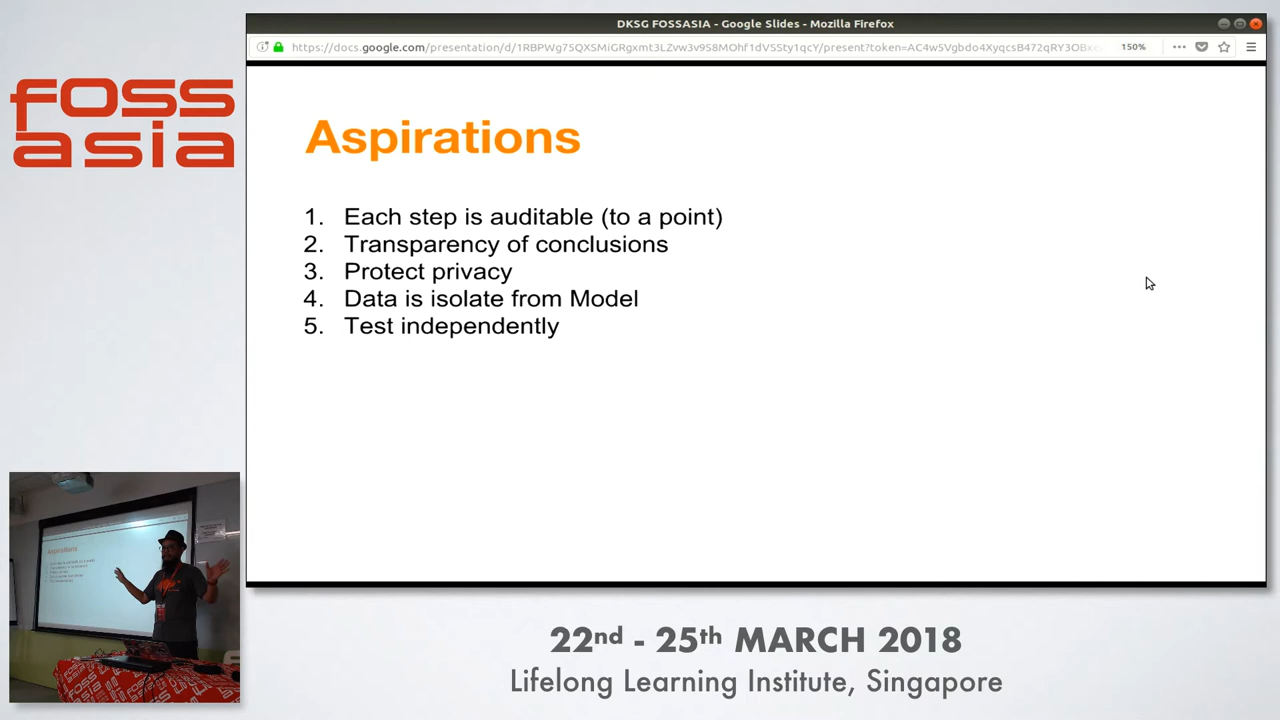 foss
asia
DKSG FOSSASIA - Google Slides - Mozilla Firefox
https://docs.google.com/presentation/d/1RBPWg75QXSMiGRgxmt3LZvw3v9S8MOhf1dVSSty1qcY/present?token=AC4w5Vgbdo4XyqcsB472qRY3OBx
150%
Aspirations
1. Each step is auditable (to a point)
2. Transparency of conclusions
3. Protect privacy
4. Data is isolate from Model
5. Test independently
Aspirations
22nd - 25th MARCH 2018
Lifelong Learning Institute, Singapore